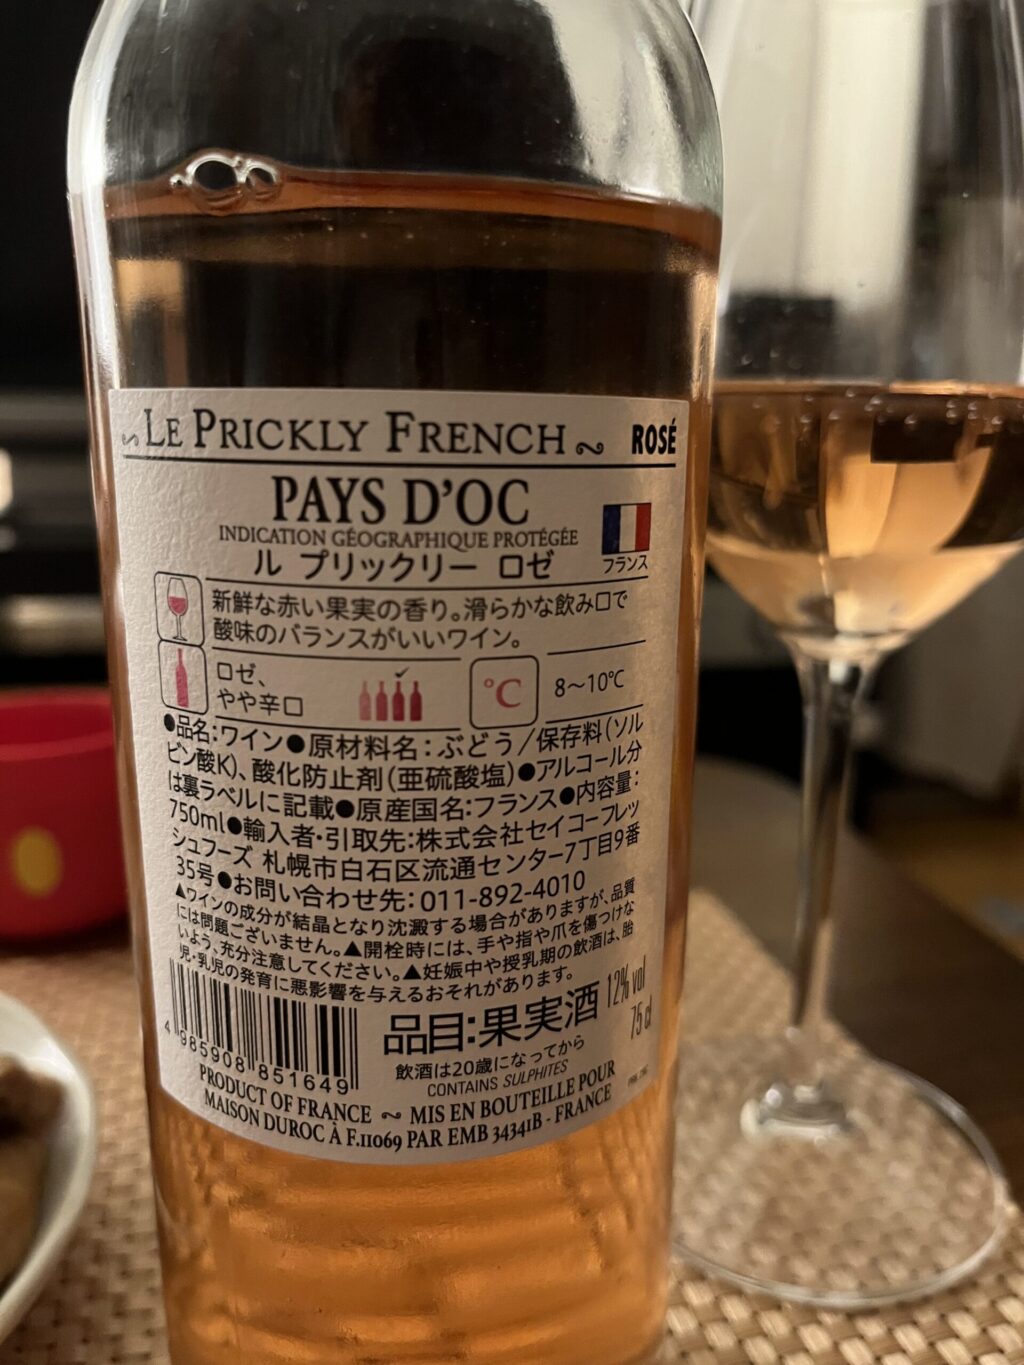 LE PRICKLY FRENCH ROSÉ
PAYS D'OC
INDICATION GÉOGRAPHIQUE PROTÉGÉE
ル プリックリー ロゼ
フランス
新鮮な赤い果実の香り。滑らかな飲み口で
酸味のバランスがいいワイン。
ロゼ、
やや辛口
°C
8〜10℃
●品名:ワイン●原材料名:ぶどう/保存料(ソル
ビン酸K)、酸化防止剤(亜硫酸塩)●アルコール分
は裏ラベルに記載●原産国名:フランス●内容量:
750ml●輸入者・引取先:株式会社セイコーフレッ
シュフーズ 札幌市白石区流通センター7丁目9番
35号●お問い合わせ先:011-892-4010
▲ワインの成分が結晶となり沈澱する場合がありますが、品質
には問題ございません。▲開栓時には、手や指や爪を傷つけな
いよう、充分注意してください。▲妊娠中や授乳期の飲酒は、胎
児・乳児の発育に悪影響を与えるおそれがあります。
4 985908 851649
品目:果実酒
12% vol
75 cl
飲酒は20歳になってから
CONTAINS SULPHITES
PRODUCT OF FRANCE ~ MIS EN BOUTEILLE POUR
MAISON DUROC À F.11069 PAR EMB 34341B - FRANCE